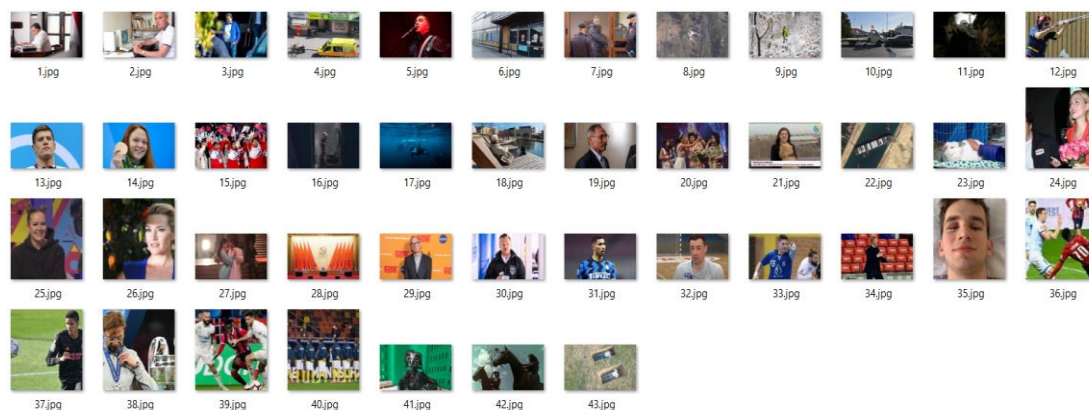 1.jpg 2.jpg 3.jpg 4.jpg 5.jpg 6.jpg 7.jpg 8.jpg 9.jpg 10.jpg 11.jpg 12.jpg
13.jpg 14.jpg 15.jpg 16.jpg 17.jpg 18.jpg 19.jpg 20.jpg 21.jpg 22.jpg 23.jpg 24.jpg
25.jpg 26.jpg 27.jpg 28.jpg 29.jpg 30.jpg 31.jpg 32.jpg 33.jpg 34.jpg 35.jpg 36.jpg
37.jpg 38.jpg 39.jpg 40.jpg 41.jpg 42.jpg 43.jpg